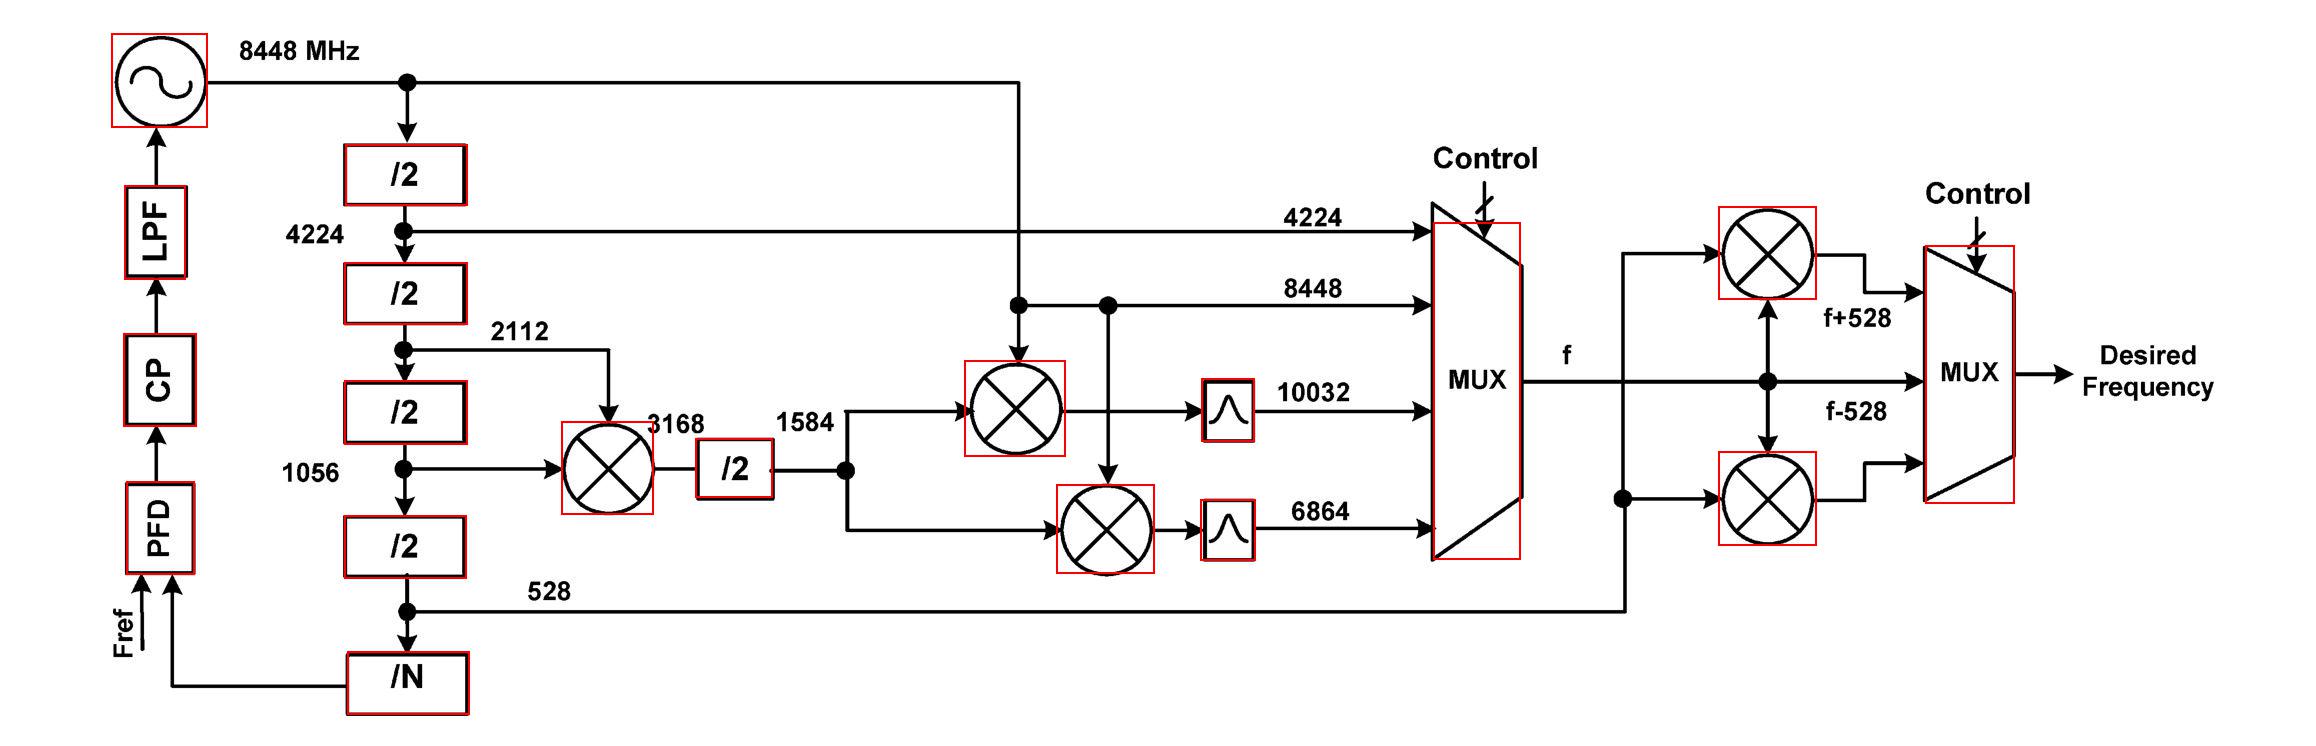 8448 MHz
/2
4224
/2
2112
/2
1056
3168
/2
1584
/2
528
/N
LPF
CP
PFD
Fref
Control
4224
8448
10032
6864
MUX
f
f+528
f-528
Control
MUX
Desired
Frequency